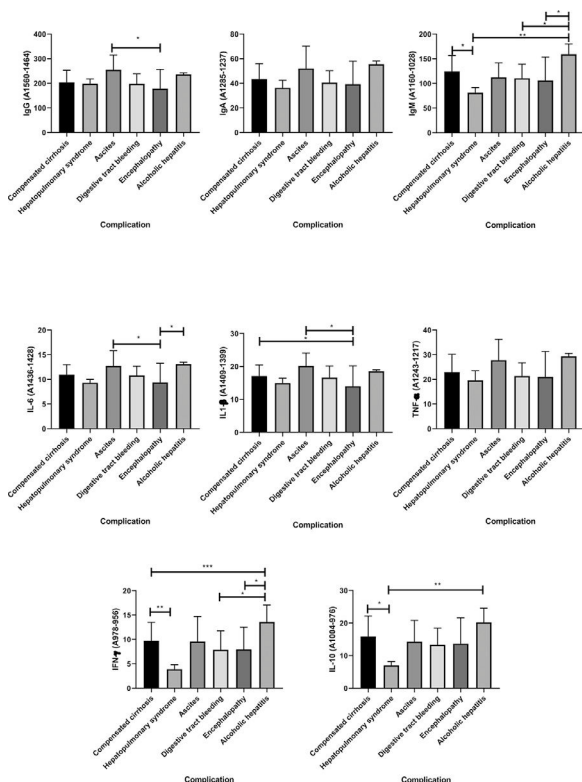 IgG (A1560-1464)
300
200
100
0
*
Compensated cirrhosis
Hepatopulmonary syndrome
Ascites
Digestive tract bleeding
Encephalopathy
Alcoholic hepatitis
Complication
IgA (A1285-1237)
80
60
40
20
0
Compensated cirrhosis
Hepatopulmonary syndrome
Ascites
Digestive tract bleeding
Encephalopathy
Alcoholic hepatitis
Complication
IgM (A1160-1028)
200
150
100
50
0
*
**
*
*
Compensated cirrhosis
Hepatopulmonary syndrome
Ascites
Digestive tract bleeding
Encephalopathy
Alcoholic hepatitis
Complication
IL-6 (A1436-1428)
20
15
10
5
0
*
*
Compensated cirrhosis
Hepatopulmonary syndrome
Ascites
Digestive tract bleeding
Encephalopathy
Alcoholic hepatitis
Complication
(A1409-1399)
30
20
10
0
*
*
Compensated cirrhosis
Hepatopulmonary syndrome
Ascites
Digestive tract bleeding
Encephalopathy
Alcoholic hepatitis
Complication
(A1243-1217)
40
30
20
10
0
Compensated cirrhosis
Hepatopulmonary syndrome
Ascites
Digestive tract bleeding
Encephalopathy
Alcoholic hepatitis
Complication
(A978-956)
20
15
10
5
0
***
*
*
**
Compensated cirrhosis
Hepatopulmonary syndrome
Ascites
Digestive tract bleeding
Encephalopathy
Alcoholic hepatitis
Complication
IL-10 (A1004-976)
30
20
10
0
**
*
Compensated cirrhosis
Hepatopulmonary syndrome
Ascites
Digestive tract bleeding
Encephalopathy
Alcoholic hepatitis
Complication